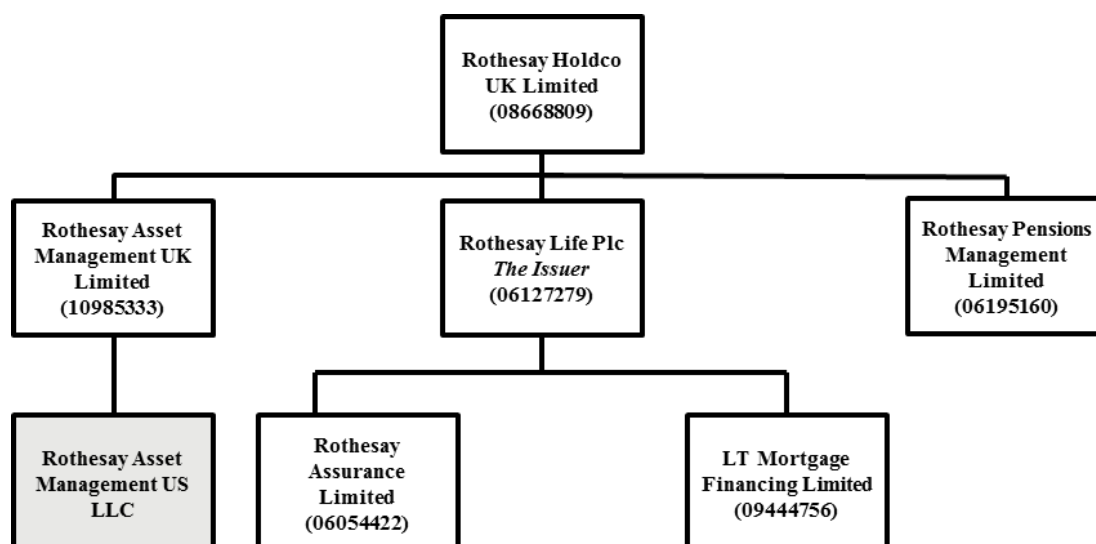 Rothesay Holdco
UK Limited
(08668809)
Rothesay Asset
Management UK
Limited
(10985333)
Rothesay Life Plc
The Issuer
(06127279)
Rothesay Pensions
Management
Limited
(06195160)
Rothesay Asset
Management US
LLC
Rothesay
Assurance
Limited
(06054422)
LT Mortgage
Financing Limited
(09444756)